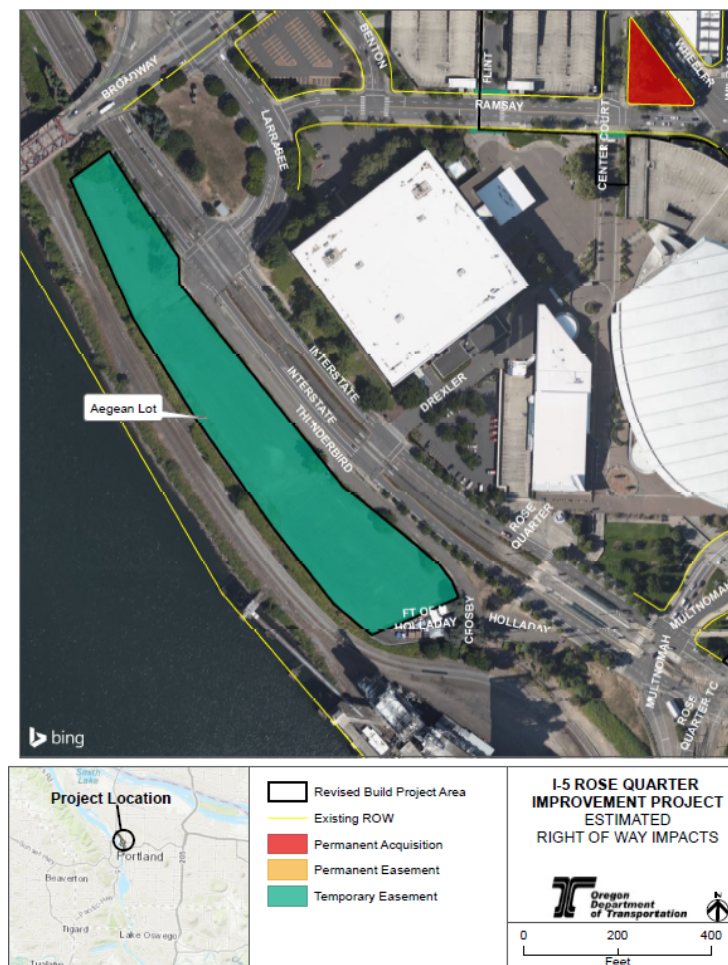 BROADWAY
BENTON
FLINT
WHEELER
LARRABEE
RAMSAY
CENTER COURT
INTERSTATE
INTERSTATE
THUNDERBIRD
DREXLER
Aegean Lot
ROSE
QUARTER
FT OF
HOLLADAY
CROSBY
HOLLADAY
MULTNOMAH
MULTNOMAH
ROSE
QUARTER TC
bing
Project Location
Portland
Beaverton
Tigard
Lake Oswego
205
Revised Build Project Area
Existing ROW
Permanent Acquisition
Permanent Easement
Temporary Easement
I-5 ROSE QUARTER
IMPROVEMENT PROJECT
ESTIMATED
RIGHT OF WAY IMPACTS
Oregon
Department
of Transportation
N
0 200 400
Feet